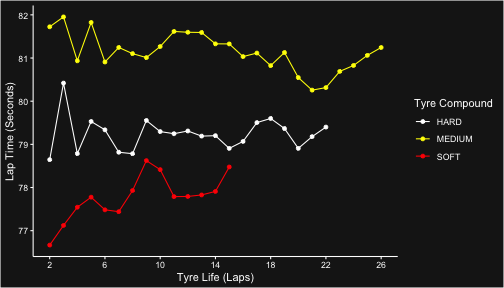 82
81
80
79
78
77
Lap Time (Seconds)
2 6 10 14 18 22 26
Tyre Life (Laps)
Tyre Compound
HARD
MEDIUM
SOFT